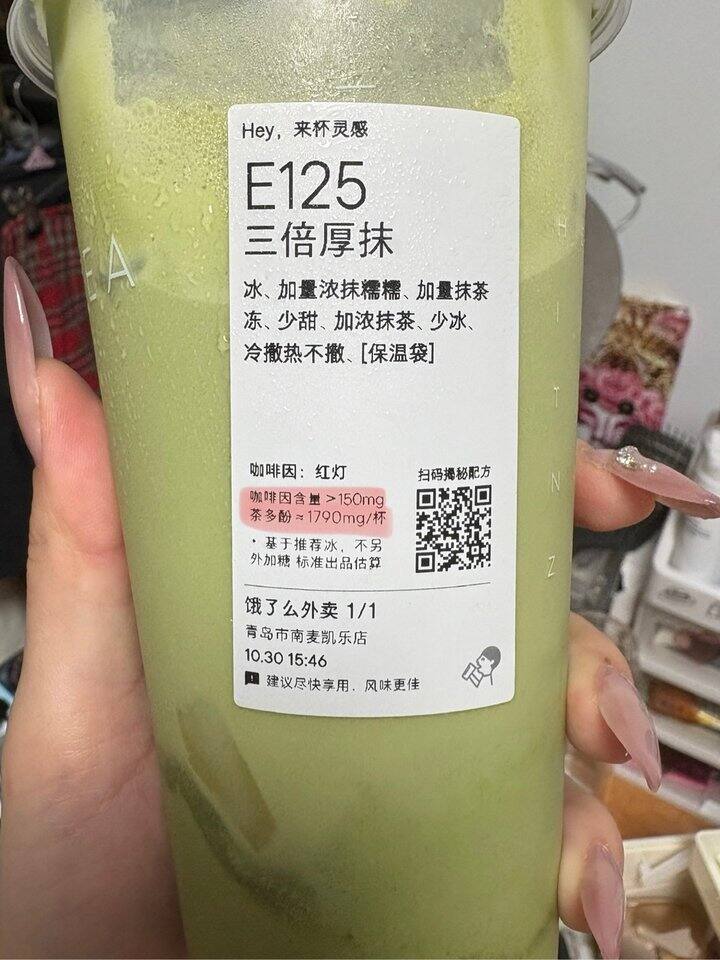 Hey, 来杯灵感
E125
三倍厚抹
冰、加量浓抹糯糯、加量抹茶
冻、少甜、加浓抹茶、少冰、
冷撤热不撤、[保温袋]
咖啡因：红灯
咖啡因含量＞150mg
茶多酚≈1790mg/杯
* 基于推荐冰，不另
外加糖 标准出品估算
扫码揭秘配方
饿了么外卖 1/1
青岛市南麦凯乐店
10.30 15:46
建议尽快享用，风味更佳
EA
H
I
T
N
Z